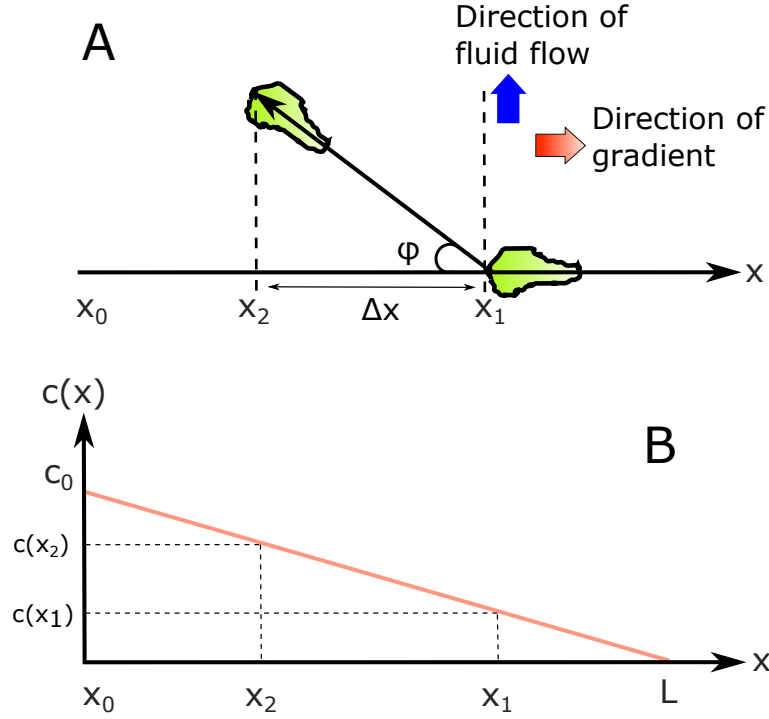 A
Direction of
fluid flow
Direction of
gradient
φ
x
x₀
x₂
Δx
x₁
c(x)
B
c₀
c(x₂)
c(x₁)
x
x₀
x₂
x₁
L